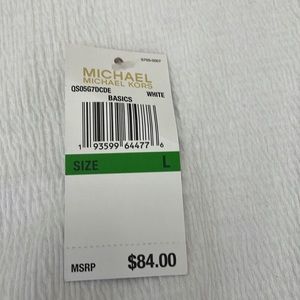 MICHAEL
MICHAEL KORS
QS05G7DCDE WHITE
BASICS
1 93599 64477 6
SIZE L
MSRP $84.00